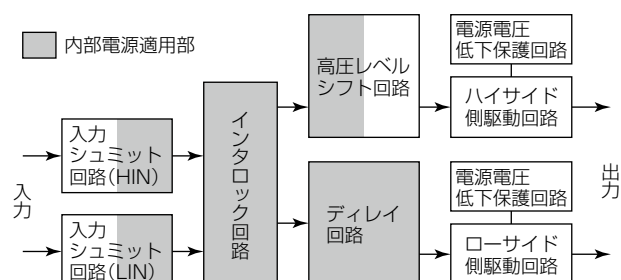 内部電源適用部
電源電圧
低下保護回路
高圧レベル
シフト回路
ハイサイド
側駆動回路
入力
シュミット
回路(HIN)
インタロック回路
入力
出力
電源電圧
低下保護回路
ディレイ
回路
入力
シュミット
回路(LIN)
ローサイド
側駆動回路